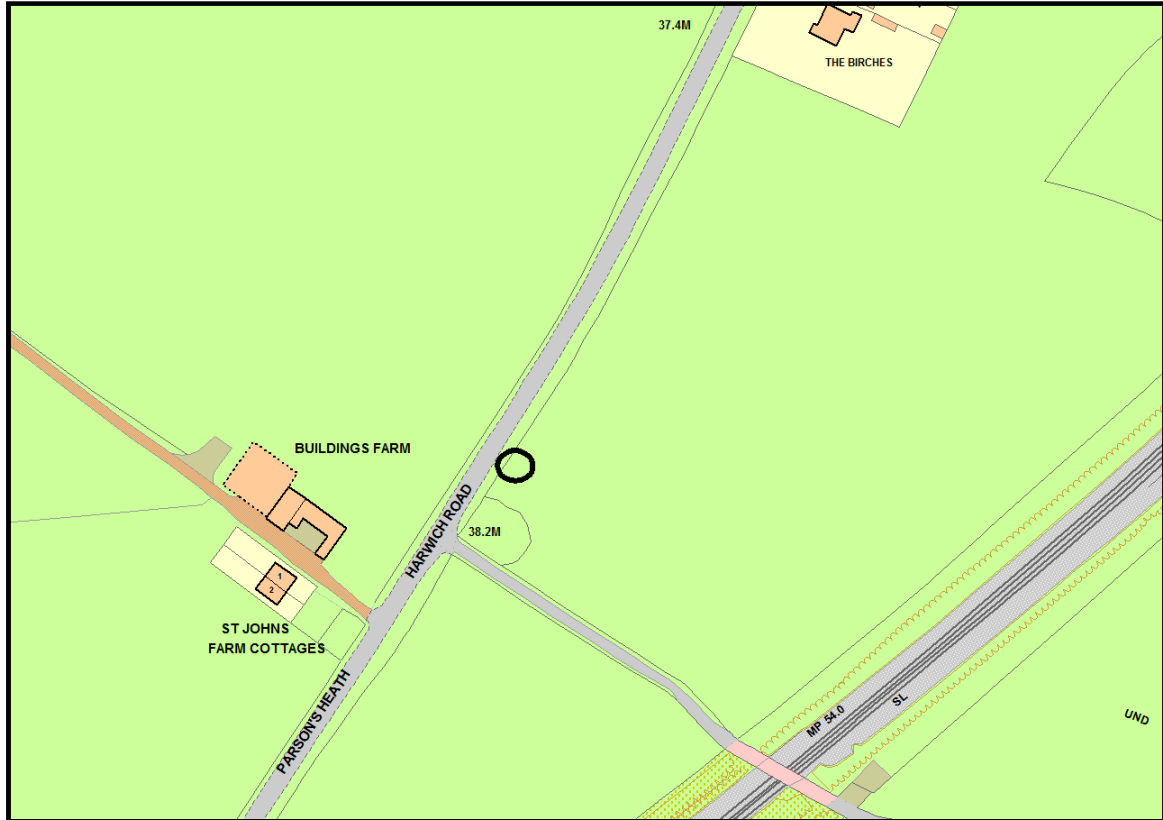 37.4M
THE BIRCHES
BUILDINGS FARM
HARWICH ROAD
38.2M
1
2
ST JOHNS
FARM COTTAGES
PARSON'S HEATH
MP 54.0
SL
UND